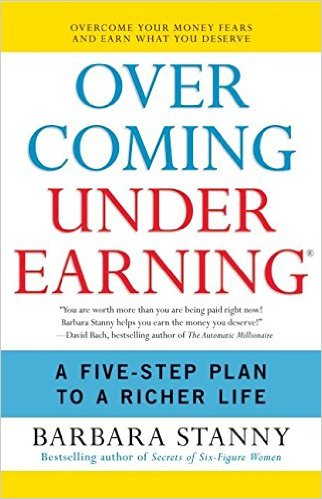 OVERCOME YOUR MONEY FEARS
AND EARN WHAT YOU DESERVE
OVER
COMING
UNDER
EARNING®
"You are worth more than you are being paid right now!
Barbara Stanny helps you earn the money you deserve!"
—David Bach, bestselling author of The Automatic Millionaire
A FIVE-STEP PLAN
TO A RICHER LIFE
BARBARA STANNY
Bestselling author of Secrets of Six-Figure Women